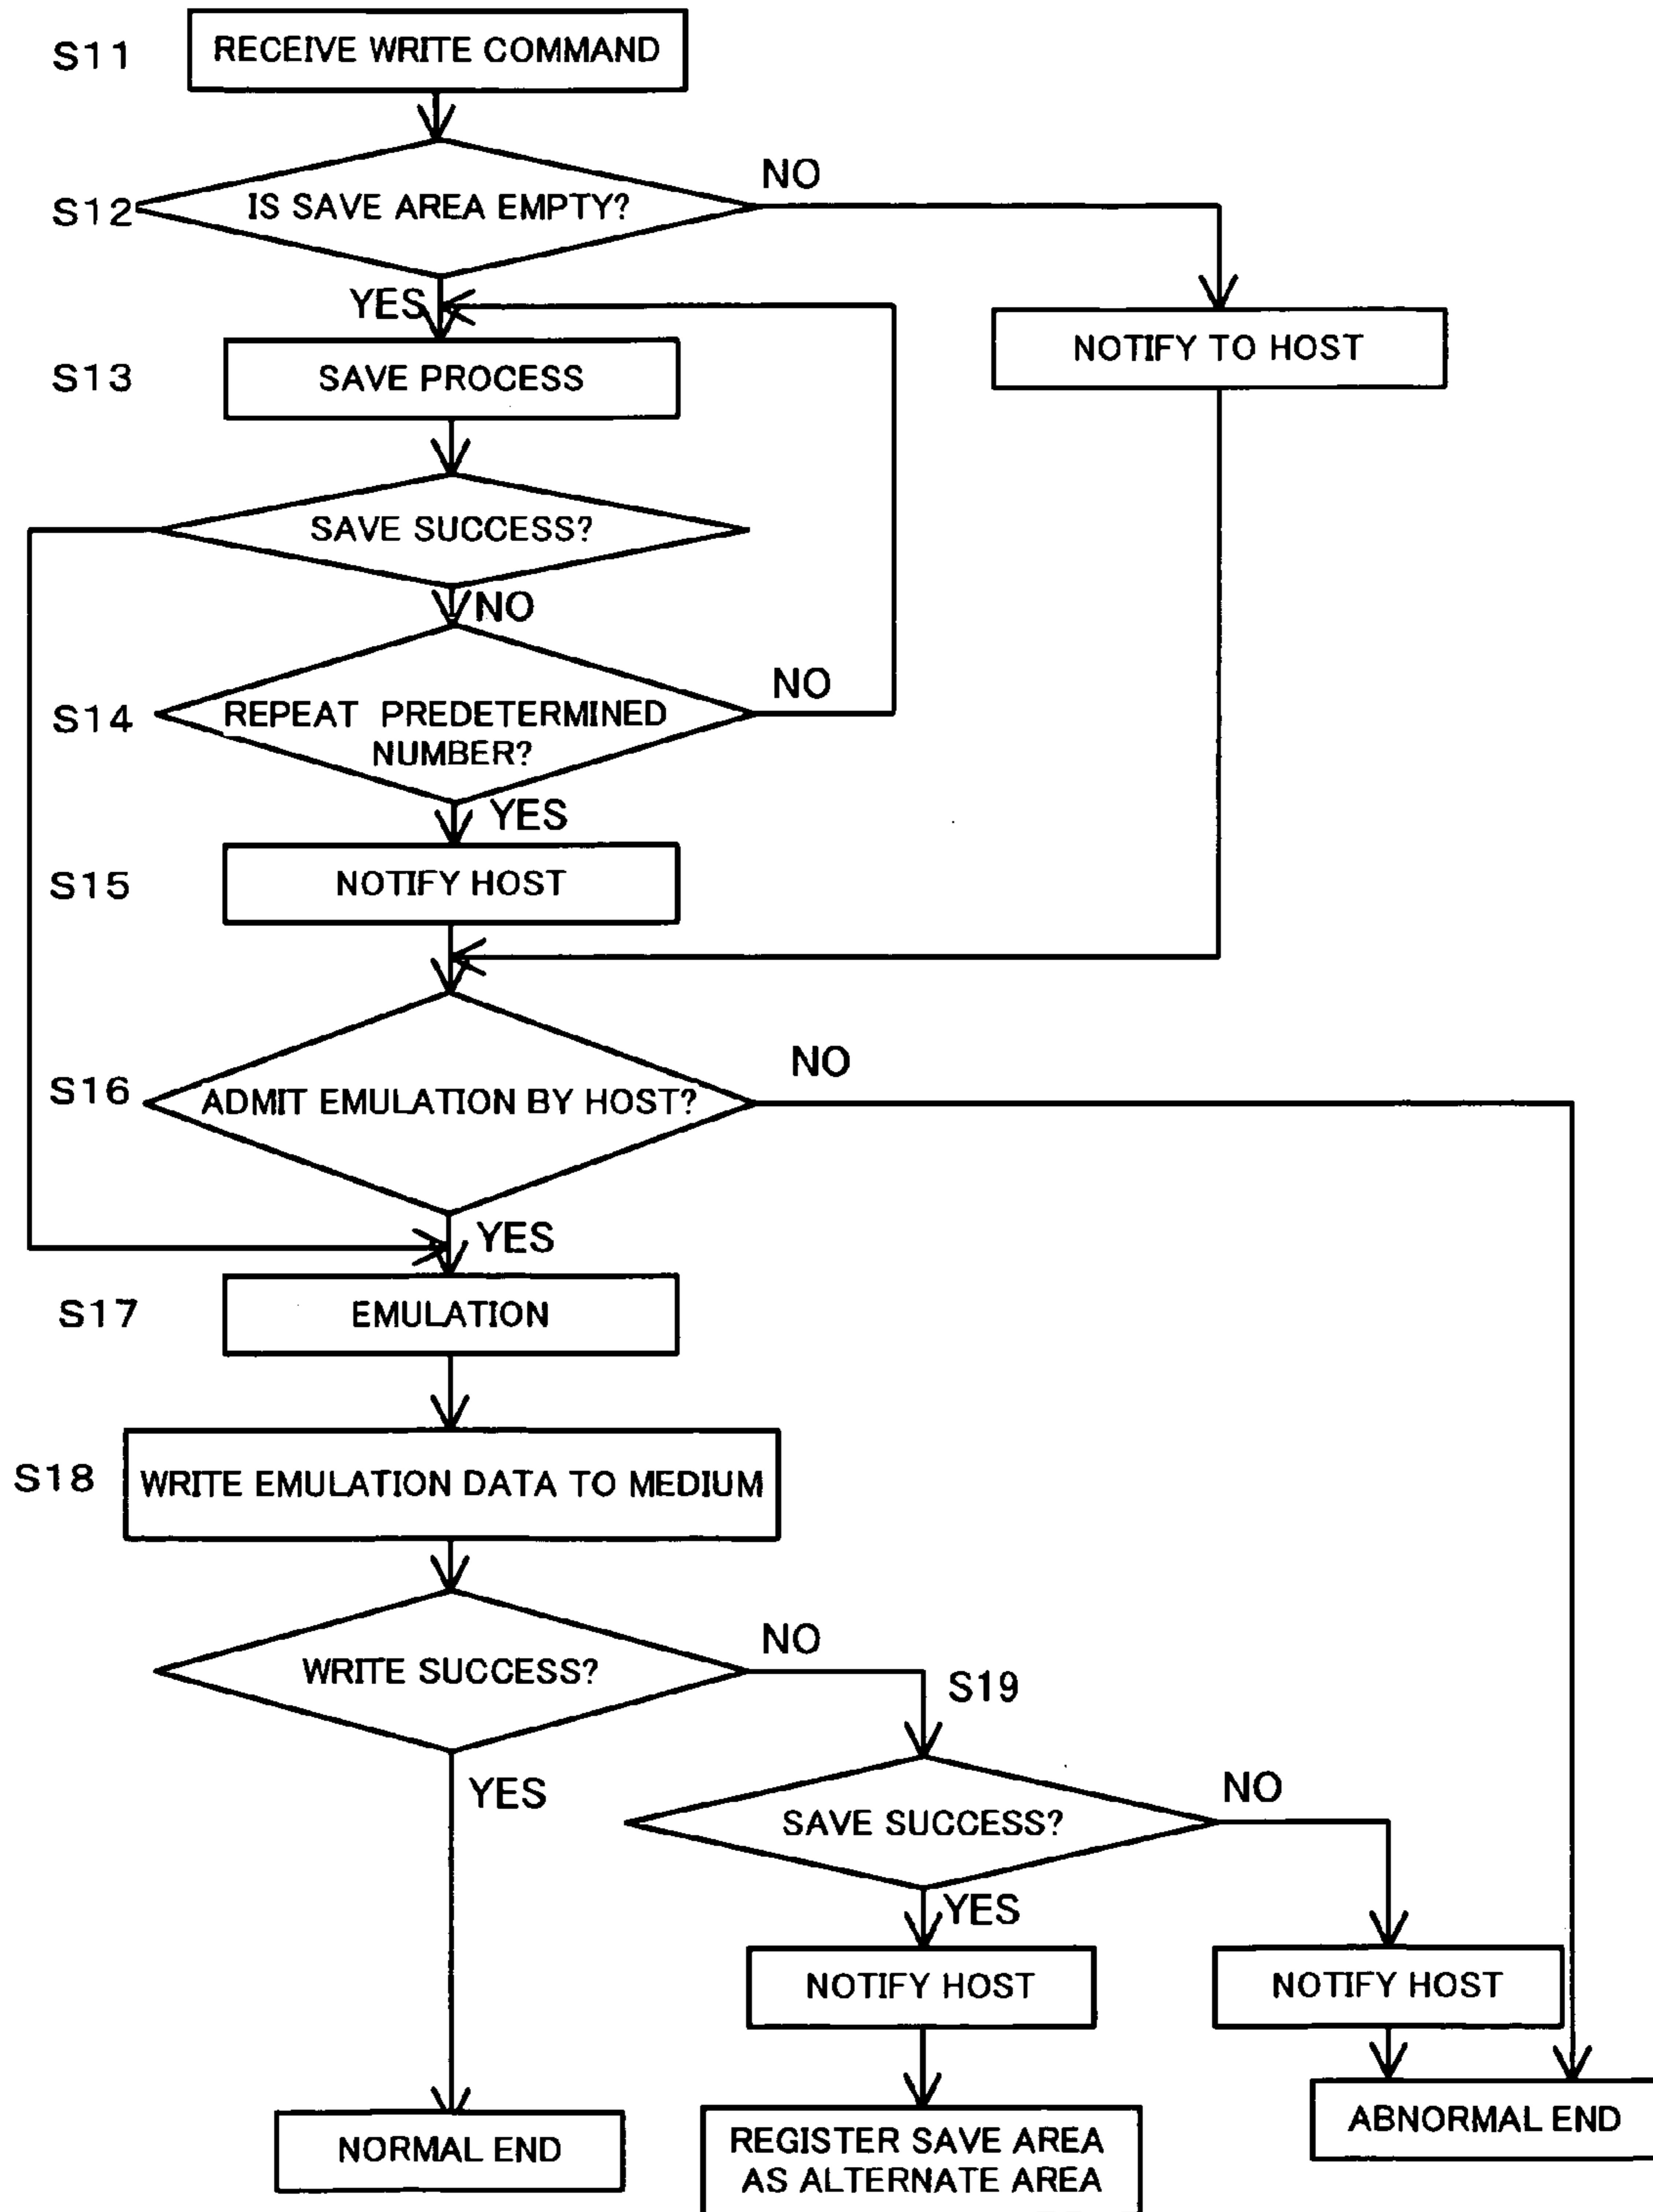 S11
RECEIVE WRITE COMMAND
S12
IS SAVE AREA EMPTY?
NO
YES
NOTIFY TO HOST
S13
SAVE PROCESS
SAVE SUCCESS?
NO
S14
REPEAT PREDETERMINED
NUMBER?
NO
YES
S15
NOTIFY HOST
S16
ADMIT EMULATION BY HOST?
NO
YES
S17
EMULATION
S18
WRITE EMULATION DATA TO MEDIUM
WRITE SUCCESS?
NO
S19
YES
SAVE SUCCESS?
NO
YES
NOTIFY HOST
NOTIFY HOST
NORMAL END
REGISTER SAVE AREA
AS ALTERNATE AREA
ABNORMAL END